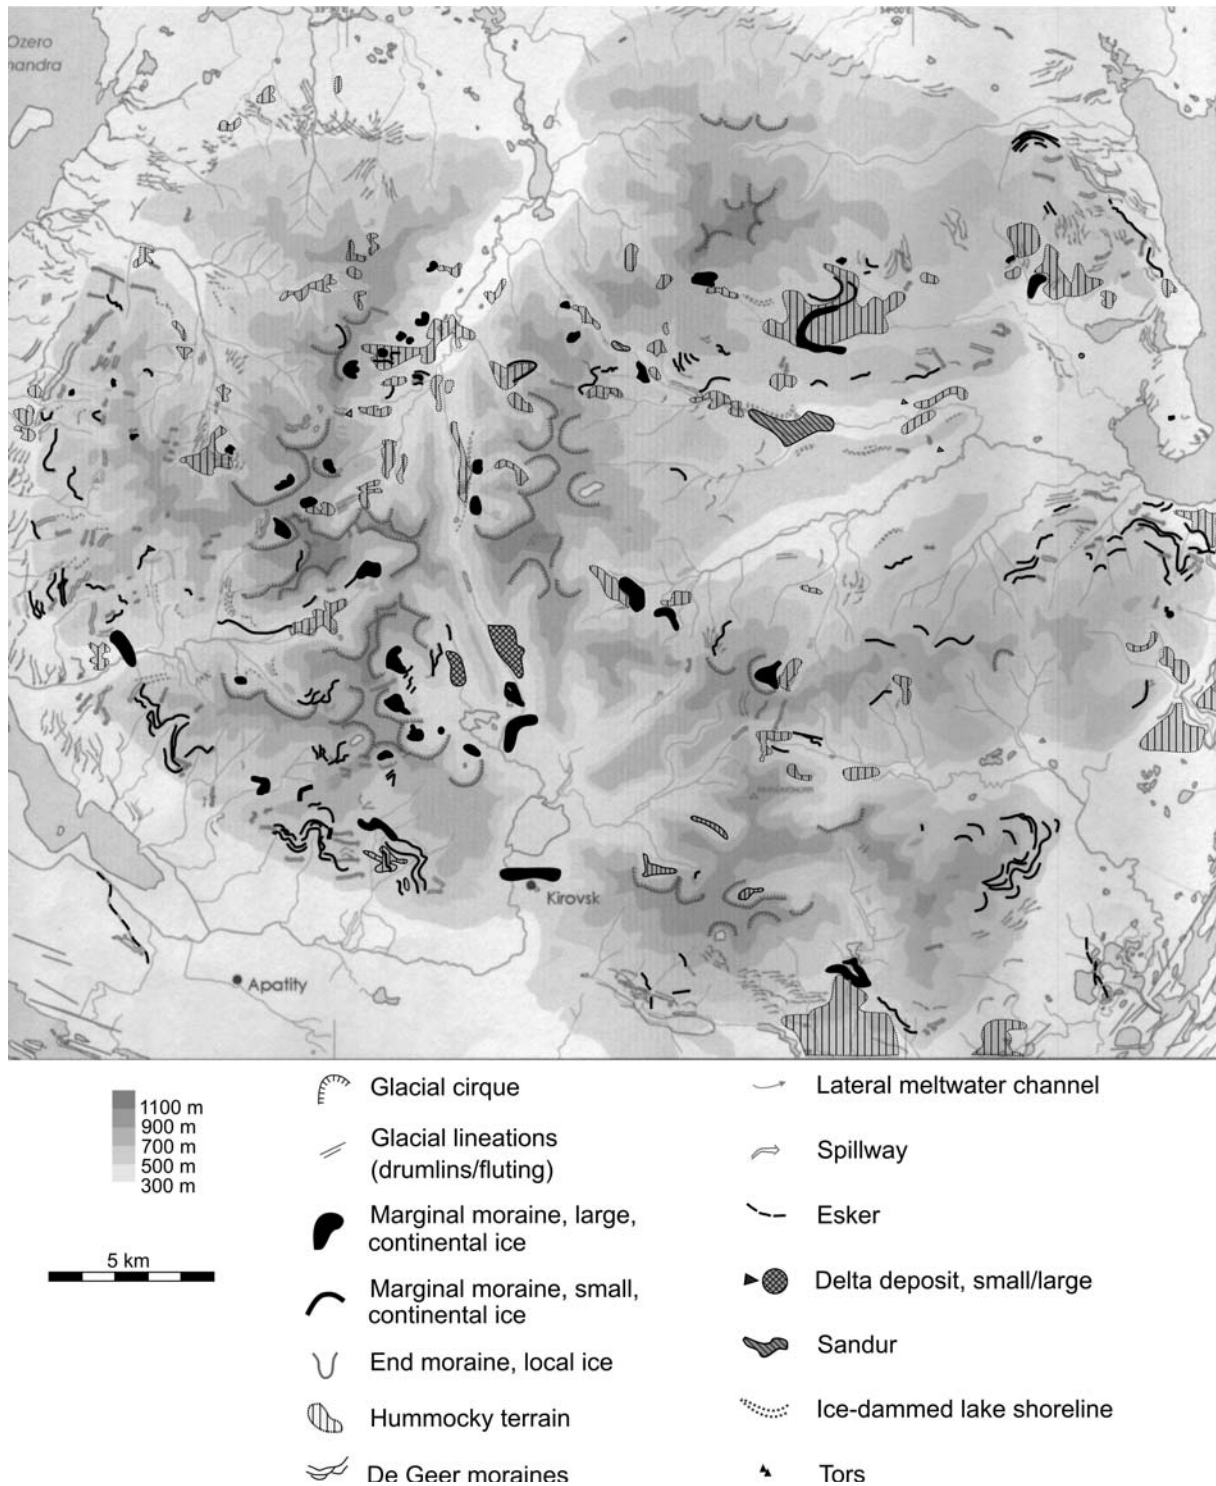 Ozero
Kirovsk
Apatity
1100 m
900 m
700 m
500 m
300 m
5 km
Glacial cirque
Glacial lineations
(drumlins/fluting)
Marginal moraine, large,
continental ice
Marginal moraine, small,
continental ice
End moraine, local ice
Hummocky terrain
De Geer moraines
Lateral meltwater channel
Spillway
Esker
Delta deposit, small/large
Sandur
Ice-dammed lake shoreline
Tors